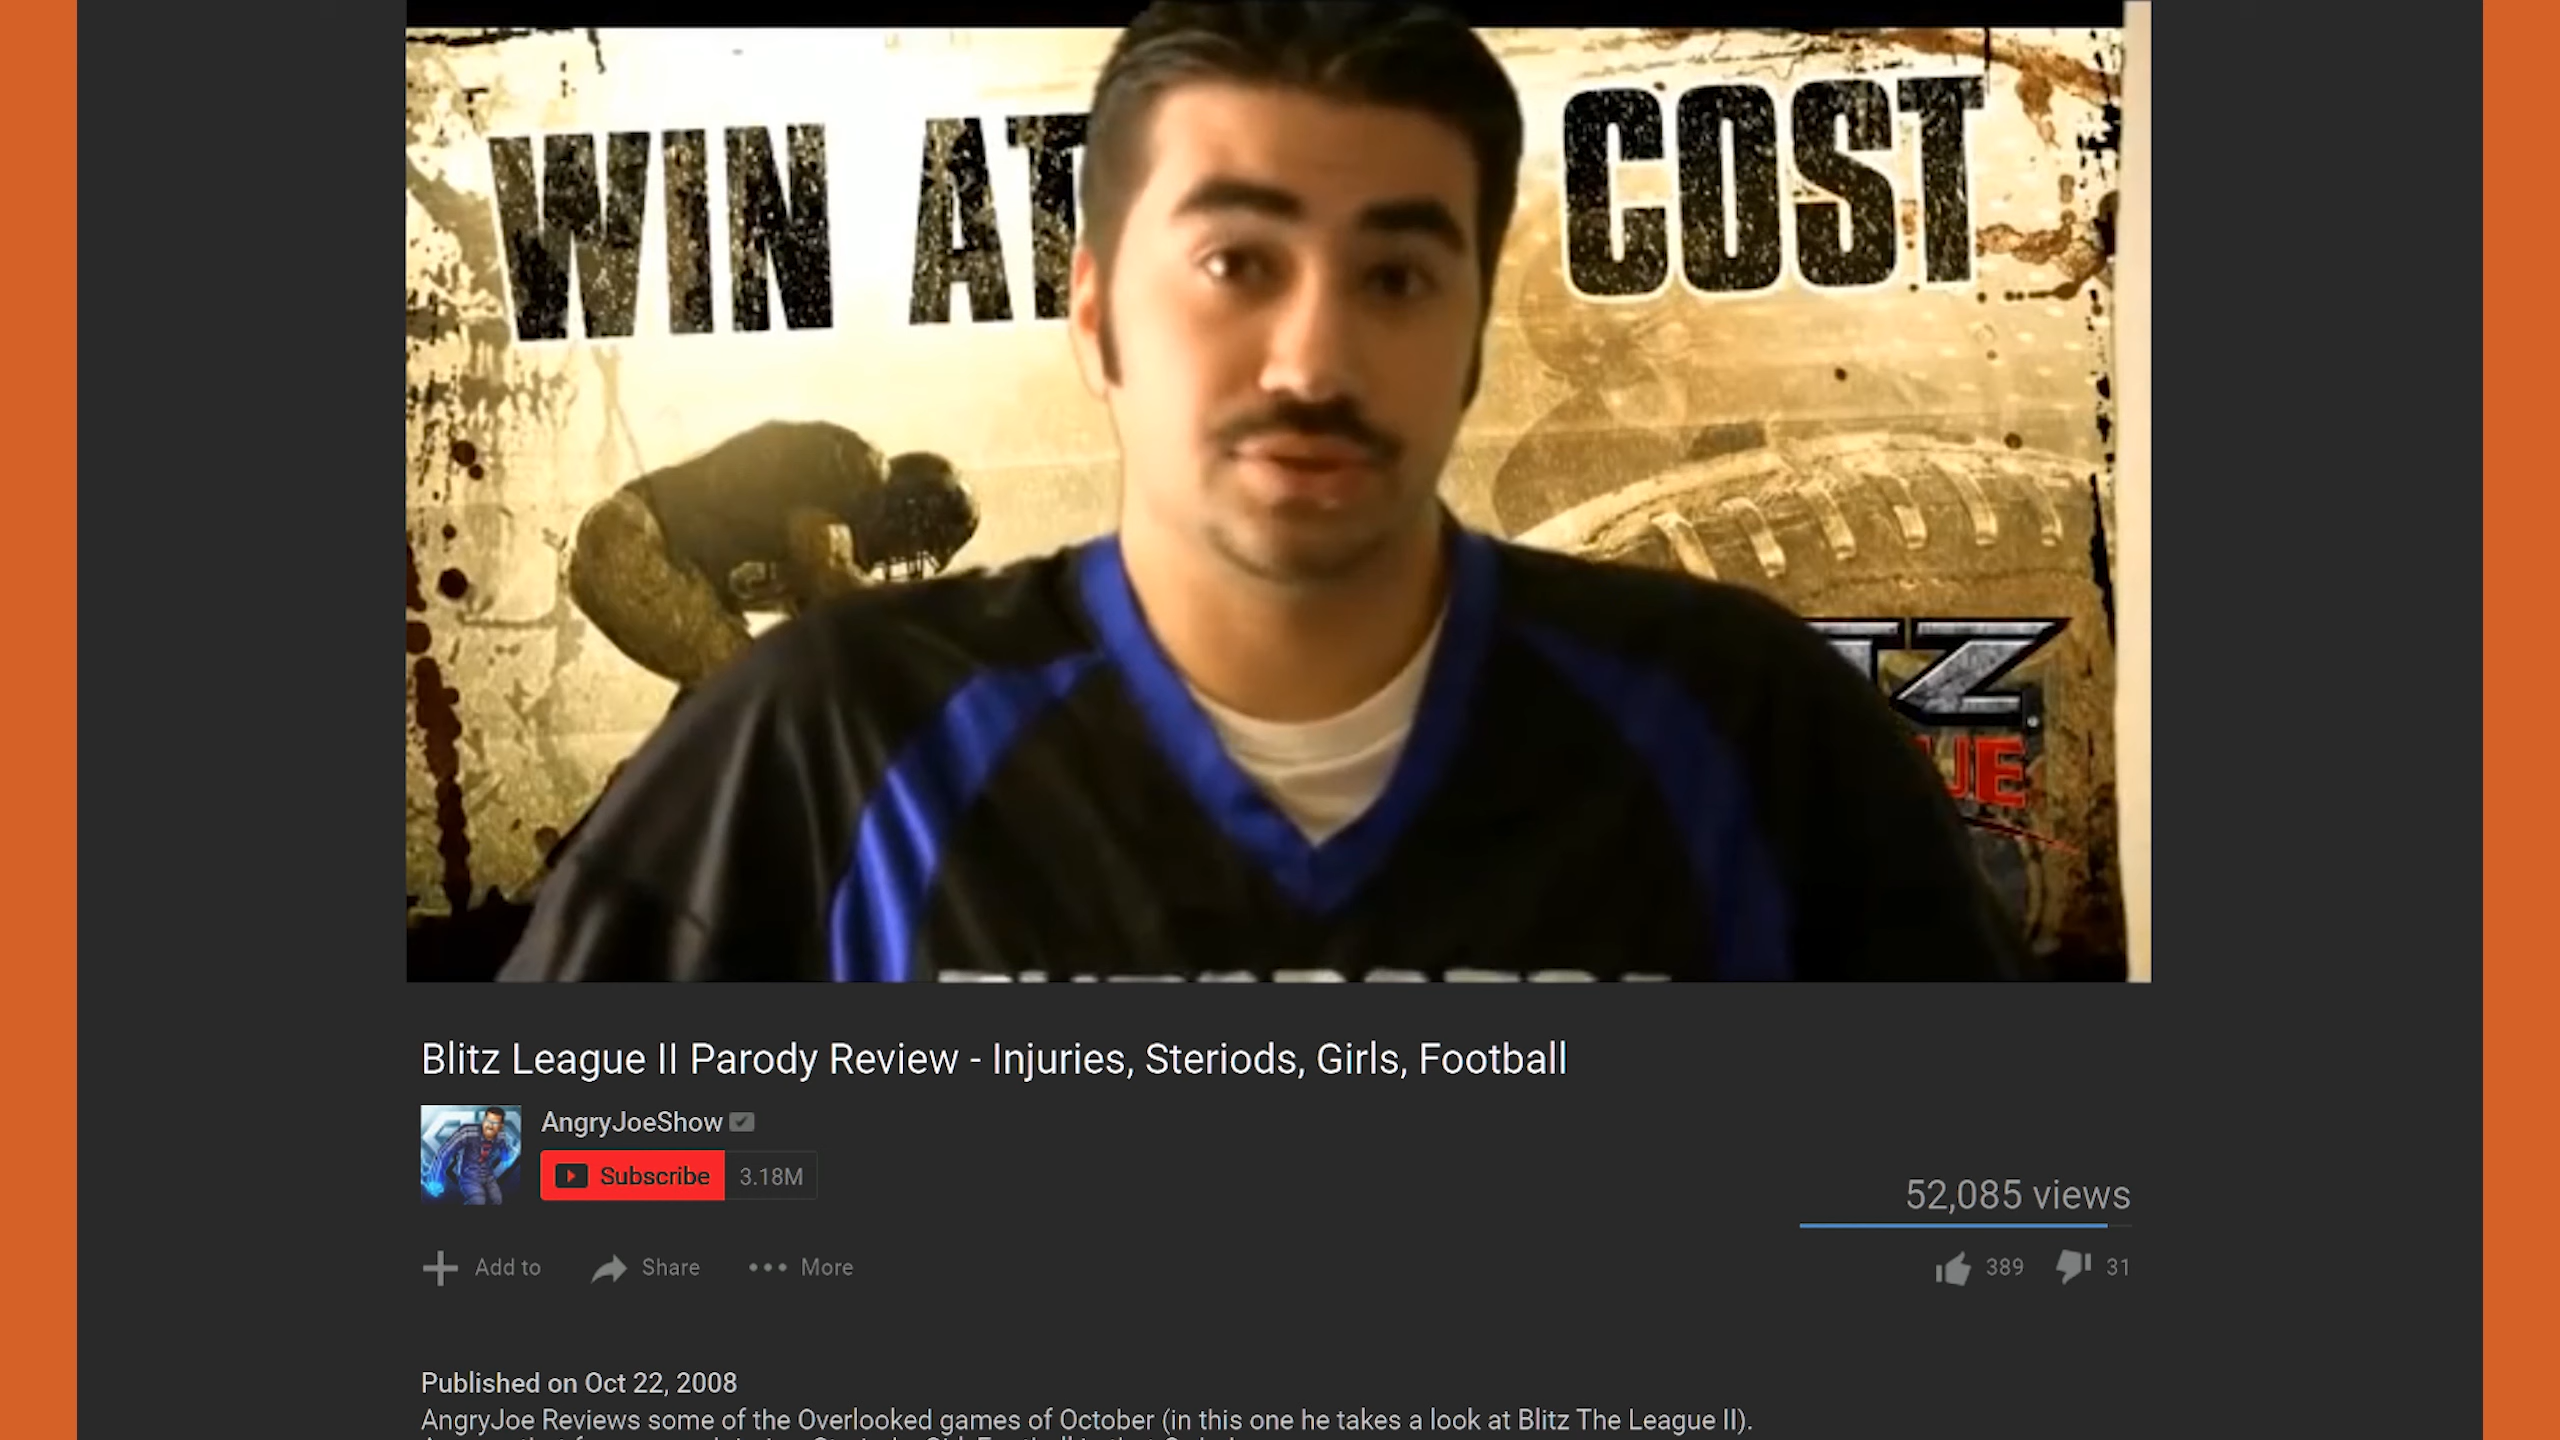 WIN AT
COST
TZ
UE
Blitz League II Parody Review - Injuries, Steriods, Girls, Football
AngryJoeShow
Subscribe 3.18M
52,085 views
Add to Share More
389 31
Published on Oct 22, 2008
AngryJoe Reviews some of the Overlooked games of October (in this one he takes a look at Blitz The League II).